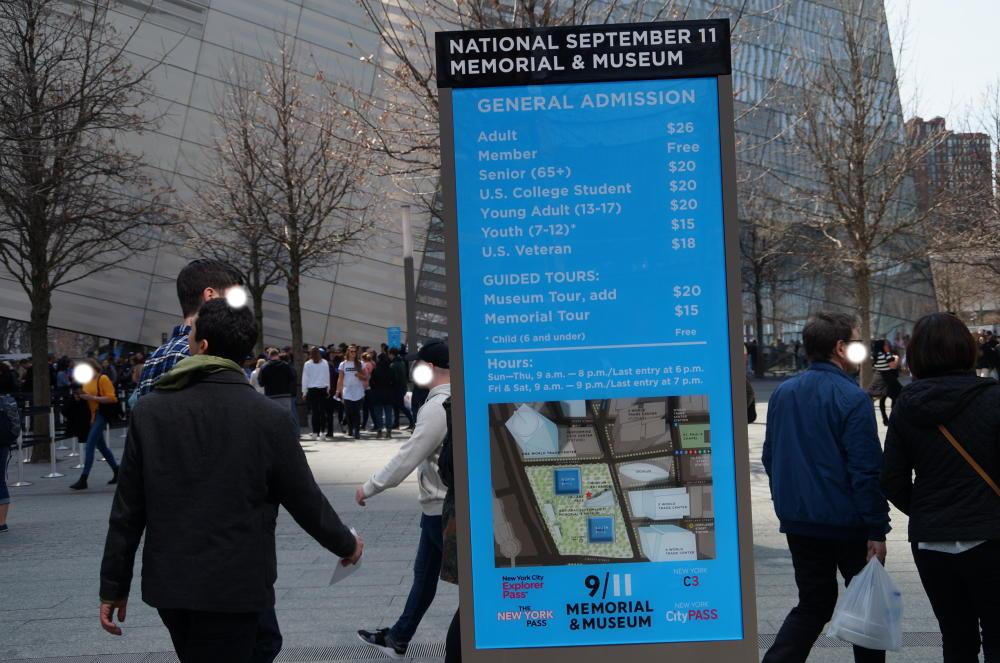 NATIONAL SEPTEMBER 11
MEMORIAL & MUSEUM
GENERAL ADMISSION
Adult $26
Member Free
Senior (65+) $20
U.S. College Student $20
Young Adult (13-17) $20
Youth (7-12)* $15
U.S. Veteran $18
GUIDED TOURS:
Museum Tour, add $20
Memorial Tour $15
* Child (6 and under) Free
Hours:
Sun—Thu, 9 a.m. — 8 p.m./Last entry at 6 p.m.
Fri & Sat, 9 a.m. — 9 p.m./Last entry at 7 p.m.
New York City
Explorer
Pass
THE
NEW YORK
PASS
9/11
MEMORIAL
& MUSEUM
NEW YORK
C3
NEW YORK
CityPASS